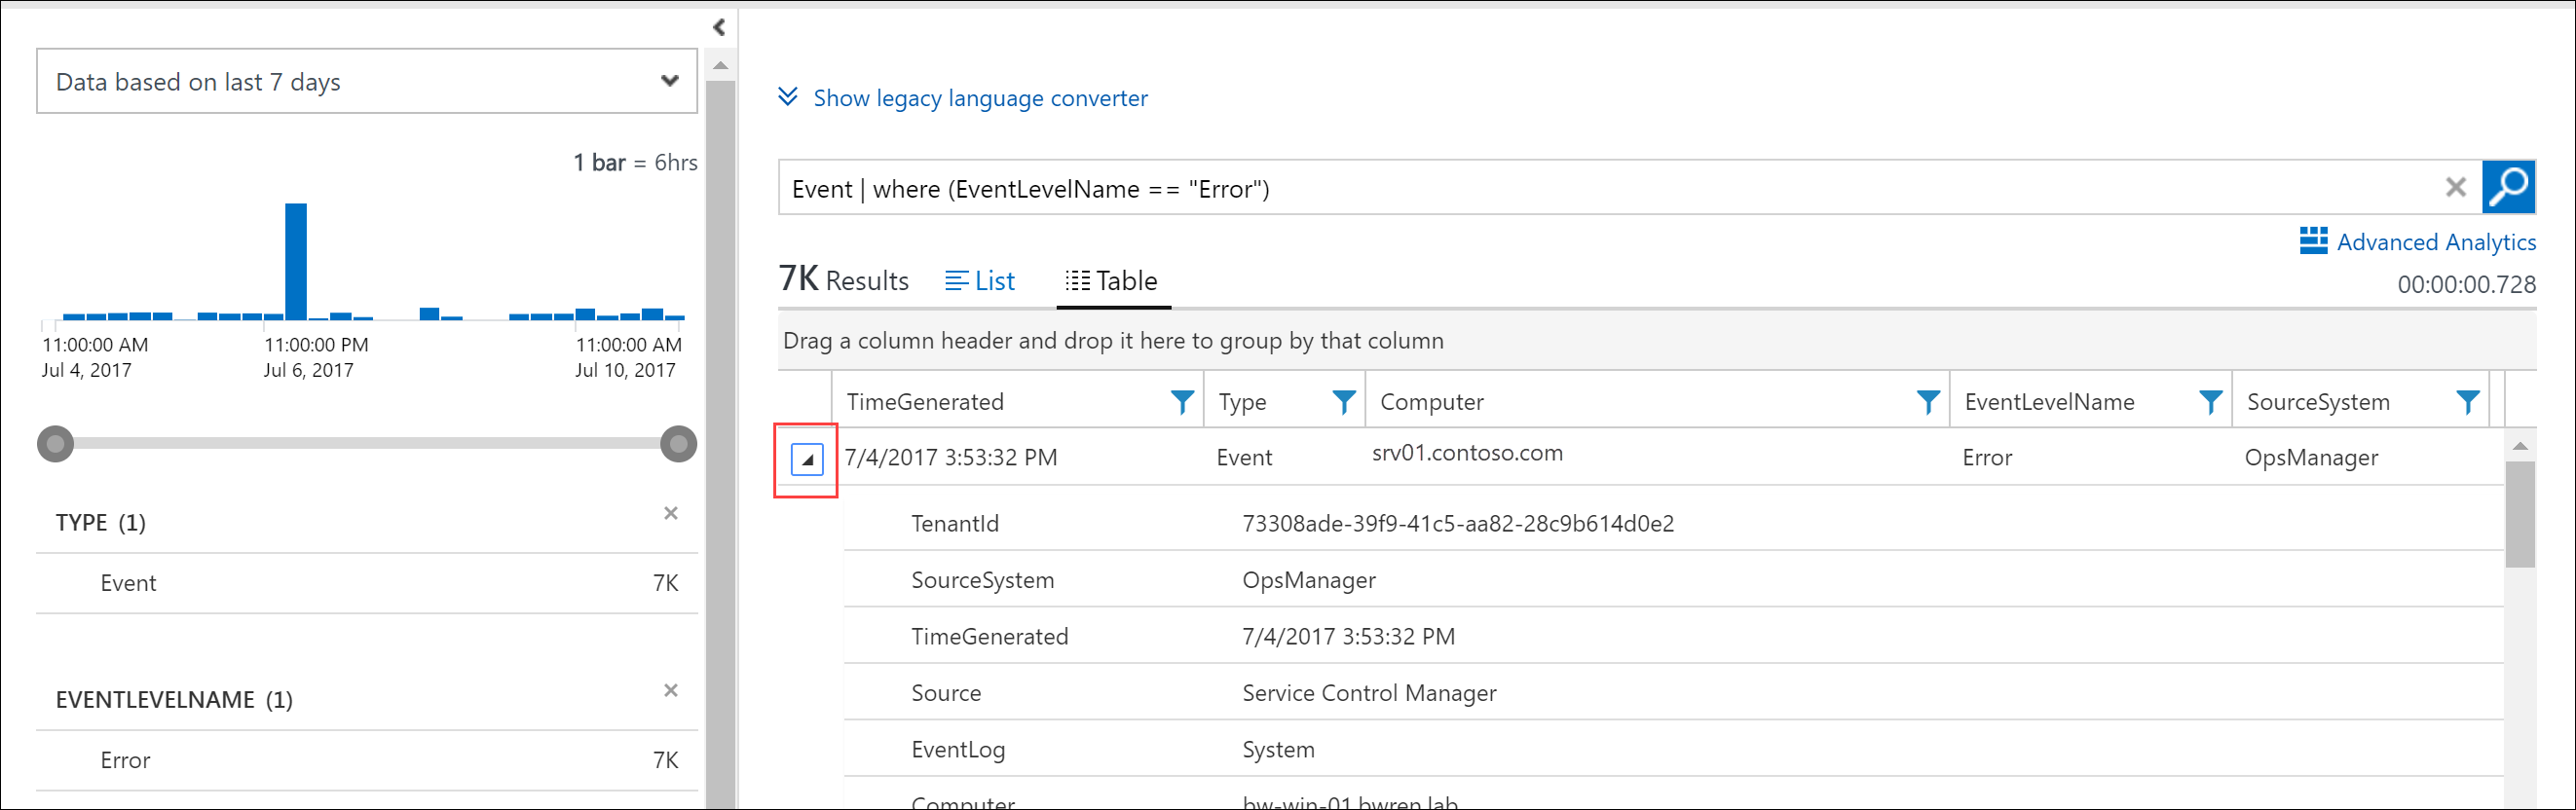 Data based on last 7 days
1 bar = 6hrs
11:00:00 AM 11:00:00 PM 11:00:00 AM
Jul 4, 2017 Jul 6, 2017 Jul 10, 2017
TYPE (1)
Event 7K
EVENTLEVELNAME (1)
Error 7K
Show legacy language converter
Event | where (EventLevelName == "Error")
Advanced Analytics
7K Results List Table
00:00:00.728
Drag a column header and drop it here to group by that column
TimeGenerated Type Computer EventLevelName SourceSystem
7/4/2017 3:53:32 PM Event srv01.contoso.com Error OpsManager
TenantId 73308ade-39f9-41c5-aa82-28c9b614d0e2
SourceSystem OpsManager
TimeGenerated 7/4/2017 3:53:32 PM
Source Service Control Manager
EventLog System
Computer bw-win-01.bwren.lab